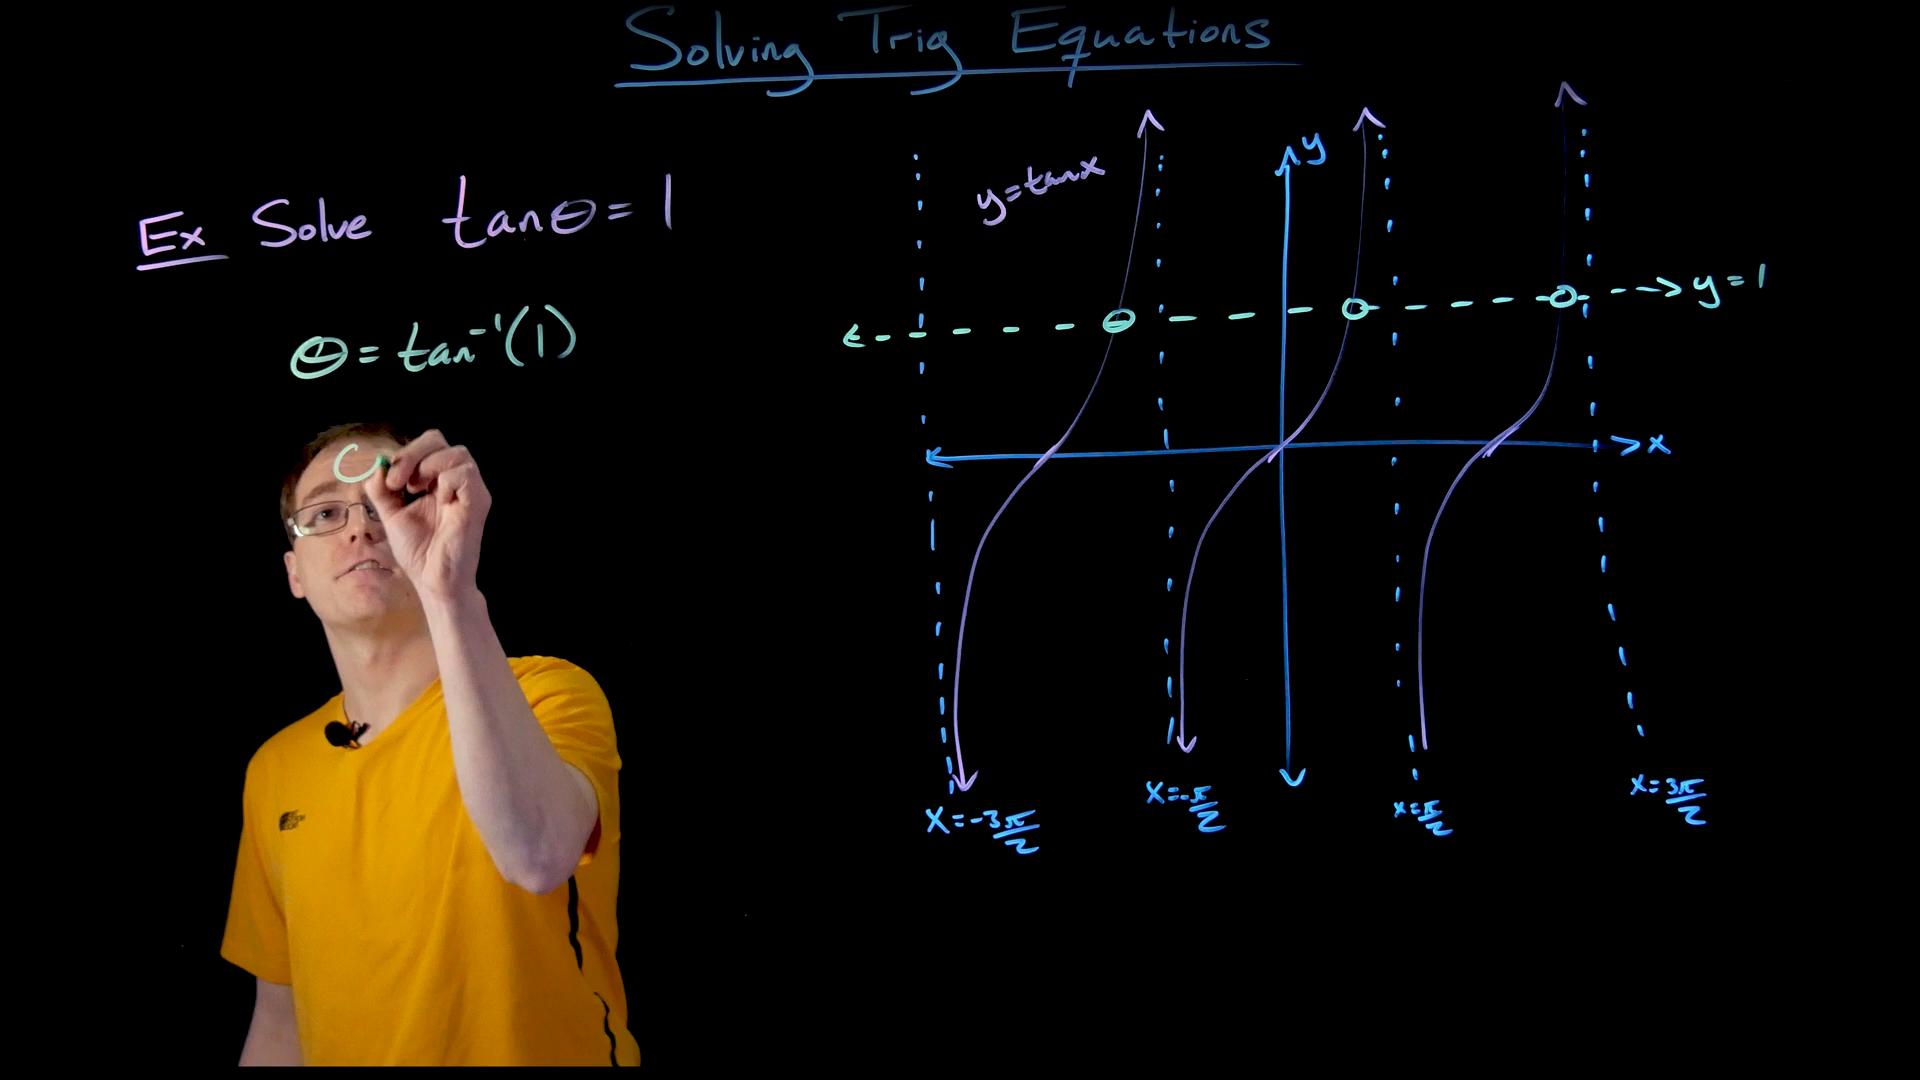 Solving Trig Equations
Ex Solve tanθ = 1
θ = tan⁻¹(1)
y = tanx
y
y = 1
x
x = -3π/2
x = -π/2
x = π/2
x = 3π/2